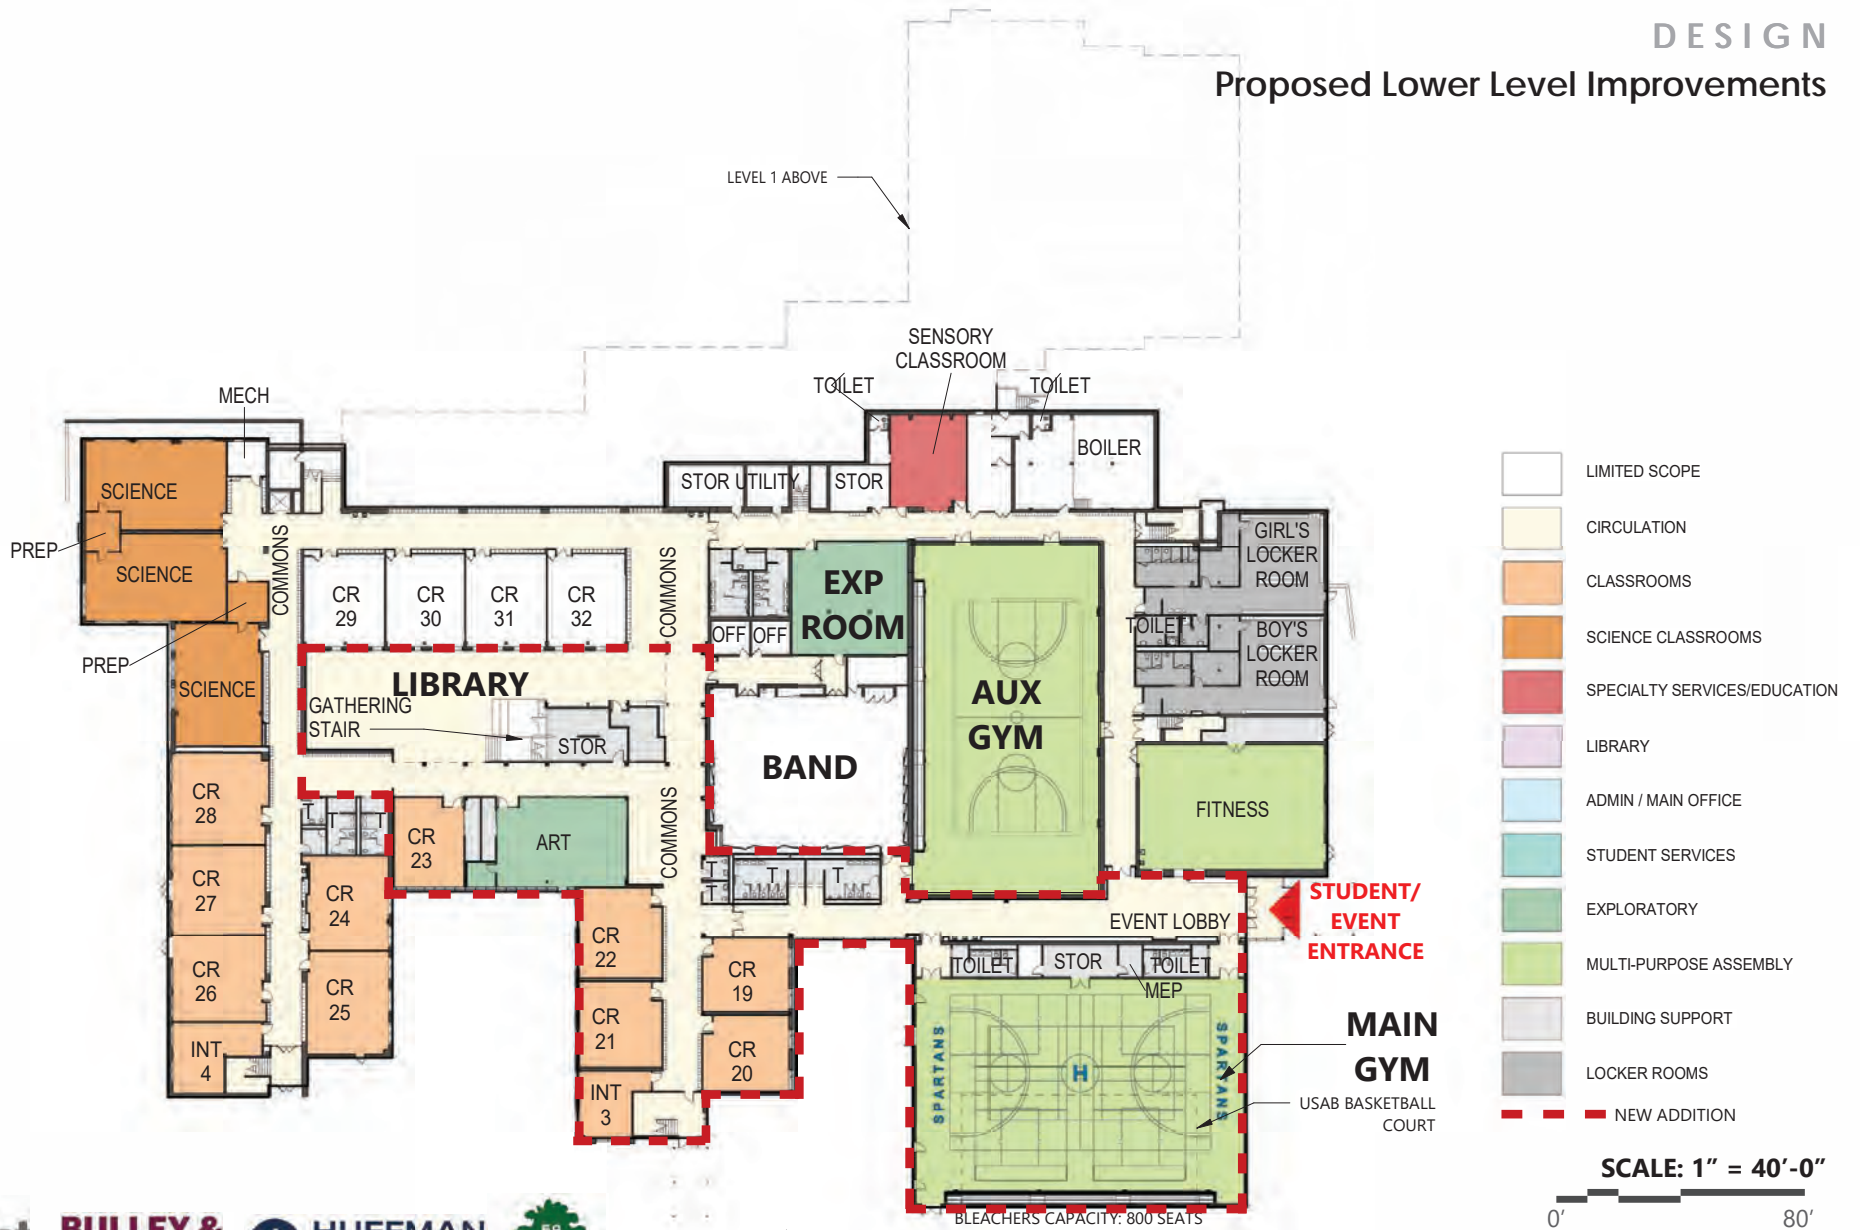 DESIGN
Proposed Lower Level Improvements
LEVEL 1 ABOVE
SENSORY
CLASSROOM
TOILET
TOILET
MECH
BOILER
STOR
UTILITY
STOR
SCIENCE
PREP
SCIENCE
COMMONS
COMMONS
GIRL'S
LOCKER
ROOM
CR
29
CR
30
CR
31
CR
32
EXP
ROOM
OFF
OFF
TOILET
BOY'S
LOCKER
ROOM
PREP
SCIENCE
LIBRARY
GATHERING
STAIR
STOR
AUX
GYM
BAND
CR
28
T
T
T
CR
23
ART
COMMONS
FITNESS
CR
27
CR
24
T
T
T
T
STUDENT/
EVENT
ENTRANCE
EVENT LOBBY
CR
22
CR
26
CR
25
CR
19
TOILET
STOR
TOILET
MEP
CR
21
CR
20
INT
4
INT
3
SPARTANS
H
SPARTANS
MAIN
GYM
USAB BASKETBALL
COURT
BLEACHERS CAPACITY: 800 SEATS
LIMITED SCOPE
CIRCULATION
CLASSROOMS
SCIENCE CLASSROOMS
SPECIALTY SERVICES/EDUCATION
LIBRARY
ADMIN / MAIN OFFICE
STUDENT SERVICES
EXPLORATORY
MULTI-PURPOSE ASSEMBLY
BUILDING SUPPORT
LOCKER ROOMS
NEW ADDITION
SCALE: 1" = 40'-0"
0'
80'